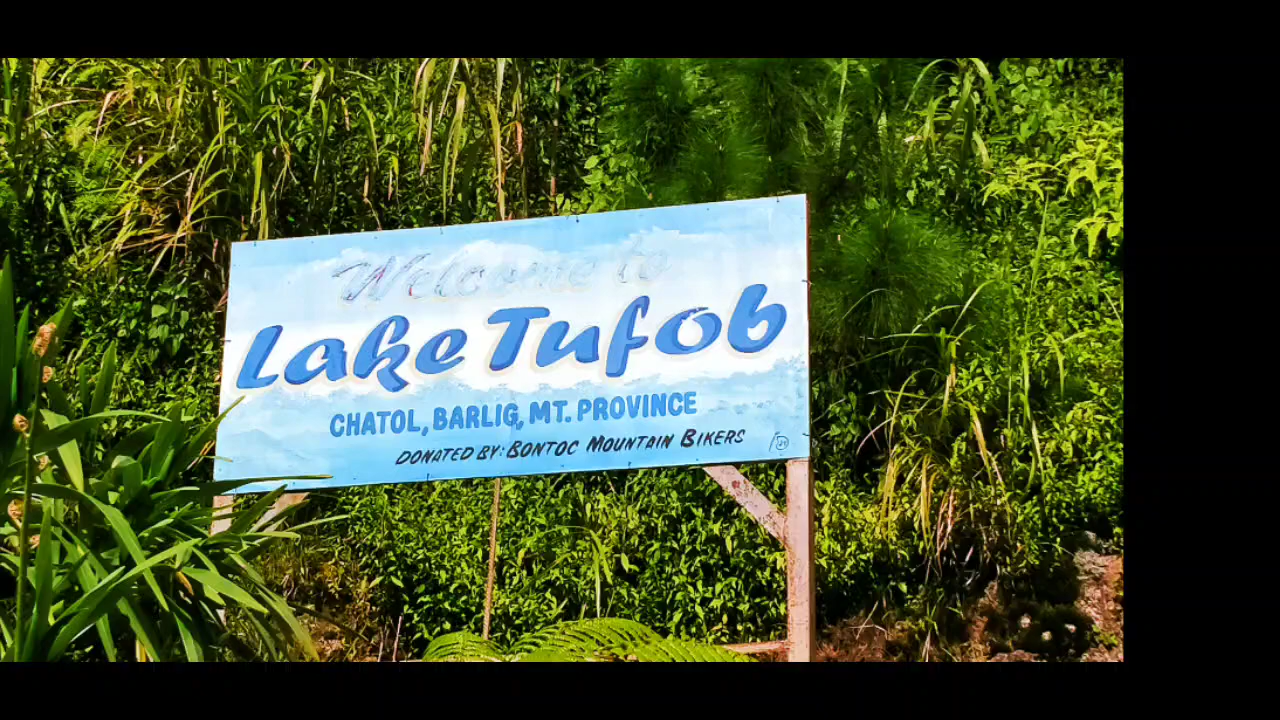 Welcome to
Lake Tufob
CHATOL, BARLIG, MT. PROVINCE
DONATED BY: BONTOC MOUNTAIN BIKERS